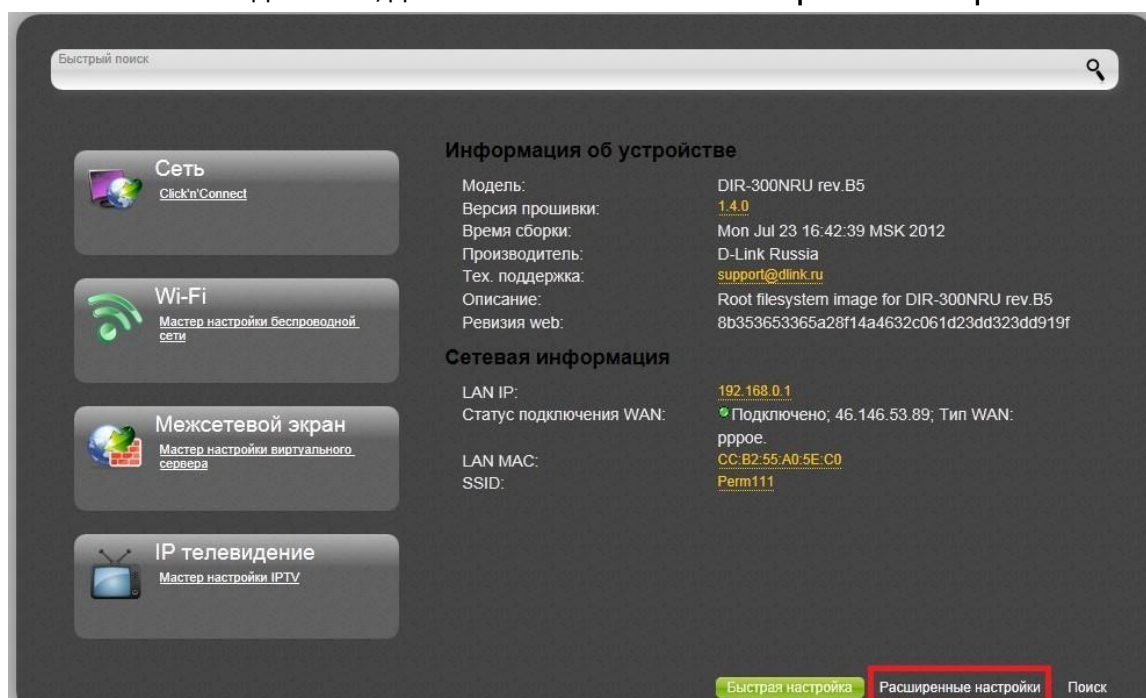 Быстрый поиск
Сеть
Click'n'Connect
Wi-Fi
Мастер настройки беспроводной
сети
Межсетевой экран
Мастер настройки виртуального
сервера
IP телевидение
Мастер настройки IPTV
Информация об устройстве
Модель: DIR-300NRU rev.B5
Версия прошивки: 1.4.0
Время сборки: Mon Jul 23 16:42:39 MSK 2012
Производитель: D-Link Russia
Тех. поддержка: support@dlink.ru
Описание: Root filesystem image for DIR-300NRU rev.B5
Ревизия web: 8b353653365a28f14a4632c061d23dd323dd919f
Сетевая информация
LAN IP: 192.168.0.1
Статус подключения WAN: Подключено; 46.146.53.89; Тип WAN:
pppoe.
LAN MAC: CC:B2:55:A0:5E:C0
SSID: Perm111
Быстрая настройка Расширенные настройки Поиск